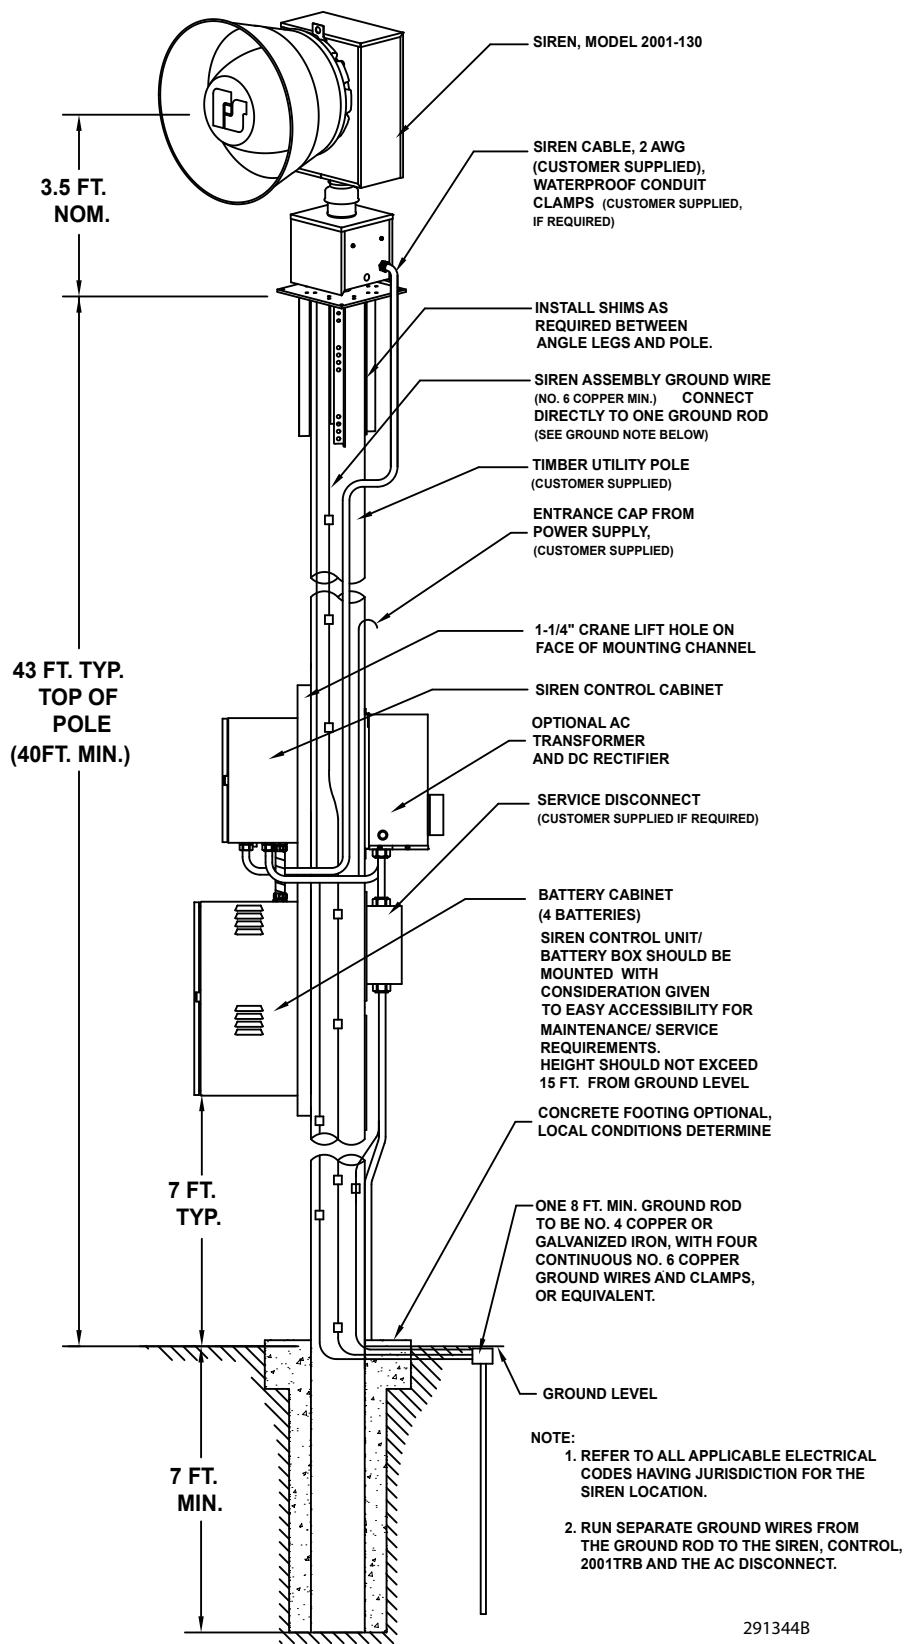 SIREN, MODEL 2001-130
SIREN CABLE, 2 AWG
(CUSTOMER SUPPLIED),
WATERPROOF CONDUIT
CLAMPS (CUSTOMER SUPPLIED,
IF REQUIRED)
3.5 FT.
NOM.
INSTALL SHIMS AS
REQUIRED BETWEEN
ANGLE LEGS AND POLE.
SIREN ASSEMBLY GROUND WIRE
(NO. 6 COPPER MIN.) CONNECT
DIRECTLY TO ONE GROUND ROD
(SEE GROUND NOTE BELOW)
TIMBER UTILITY POLE
(CUSTOMER SUPPLIED)
ENTRANCE CAP FROM
POWER SUPPLY,
(CUSTOMER SUPPLIED)
1-1/4" CRANE LIFT HOLE ON
FACE OF MOUNTING CHANNEL
43 FT. TYP.
TOP OF
POLE
(40FT. MIN.)
SIREN CONTROL CABINET
OPTIONAL AC
TRANSFORMER
AND DC RECTIFIER
SERVICE DISCONNECT
(CUSTOMER SUPPLIED IF REQUIRED)
BATTERY CABINET
(4 BATTERIES)
SIREN CONTROL UNIT/
BATTERY BOX SHOULD BE
MOUNTED WITH
CONSIDERATION GIVEN
TO EASY ACCESSIBILITY FOR
MAINTENANCE/ SERVICE
REQUIREMENTS.
HEIGHT SHOULD NOT EXCEED
15 FT. FROM GROUND LEVEL
CONCRETE FOOTING OPTIONAL,
LOCAL CONDITIONS DETERMINE
7 FT.
TYP.
ONE 8 FT. MIN. GROUND ROD
TO BE NO. 4 COPPER OR
GALVANIZED IRON, WITH FOUR
CONTINUOUS NO. 6 COPPER
GROUND WIRES AND CLAMPS,
OR EQUIVALENT.
GROUND LEVEL
7 FT.
MIN.
NOTE:
1. REFER TO ALL APPLICABLE ELECTRICAL
CODES HAVING JURISDICTION FOR THE
SIREN LOCATION.
2. RUN SEPARATE GROUND WIRES FROM
THE GROUND ROD TO THE SIREN, CONTROL,
2001TRB AND THE AC DISCONNECT.
291344B